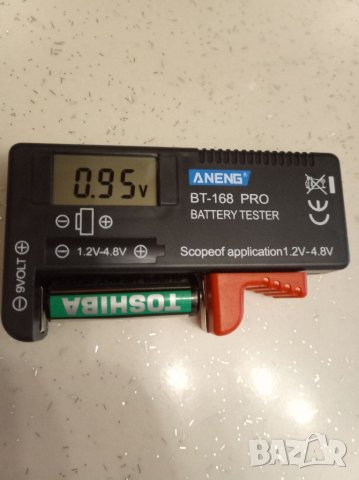 0.95v
ANENG®
BT-168 PRO
BATTERY TESTER
CE
⊖ ⊕
⊖ 1.2V-4.8V ⊕
Scopeof application1.2V-4.8V
⊖ 9VOLT ⊕
TOSHIBA
BAZAR